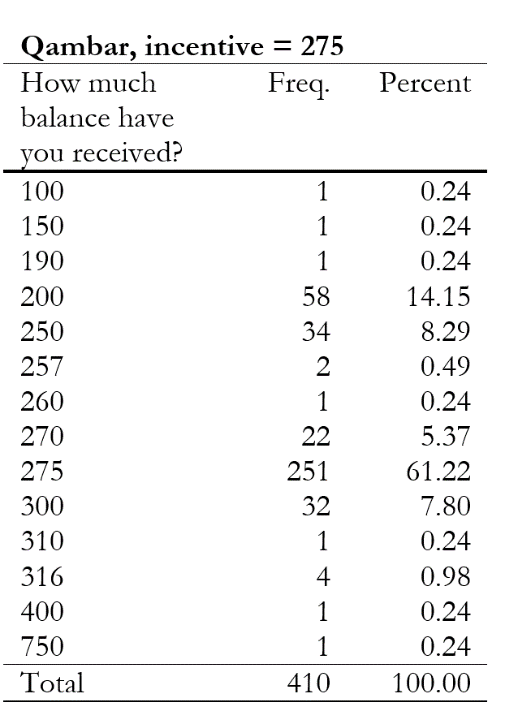 Qambar, incentive = 275
How much Freq. Percent
balance have
you received?
100 1 0.24
150 1 0.24
190 1 0.24
200 58 14.15
250 34 8.29
257 2 0.49
260 1 0.24
270 22 5.37
275 251 61.22
300 32 7.80
310 1 0.24
316 4 0.98
400 1 0.24
750 1 0.24
Total 410 100.00